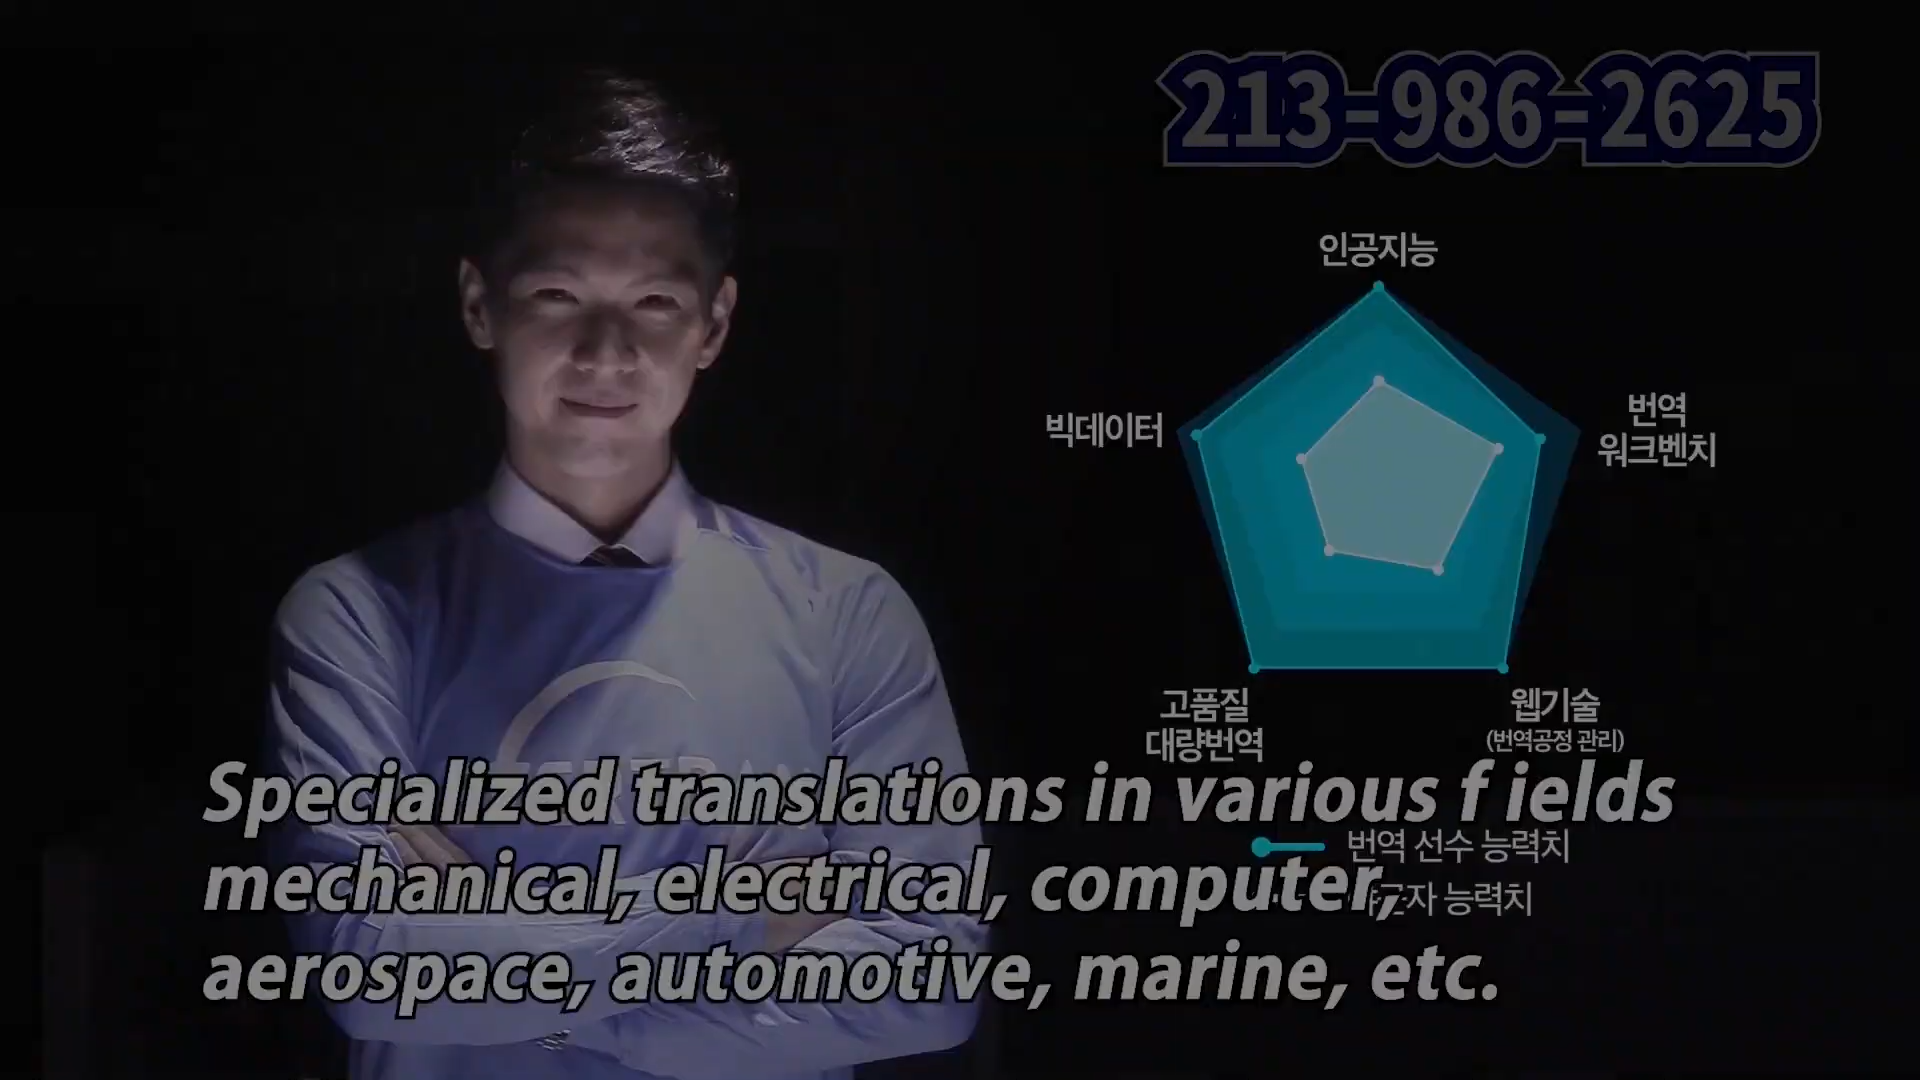 213-986-2625
인공지능
빅데이터
번역
워크벤치
고품질
대량번역
웹기술
(번역공정 관리)
Specialized translations in various fields
mechanical, electrical, computer,
aerospace, automotive, marine, etc.
번역 선수 능력치
능력치